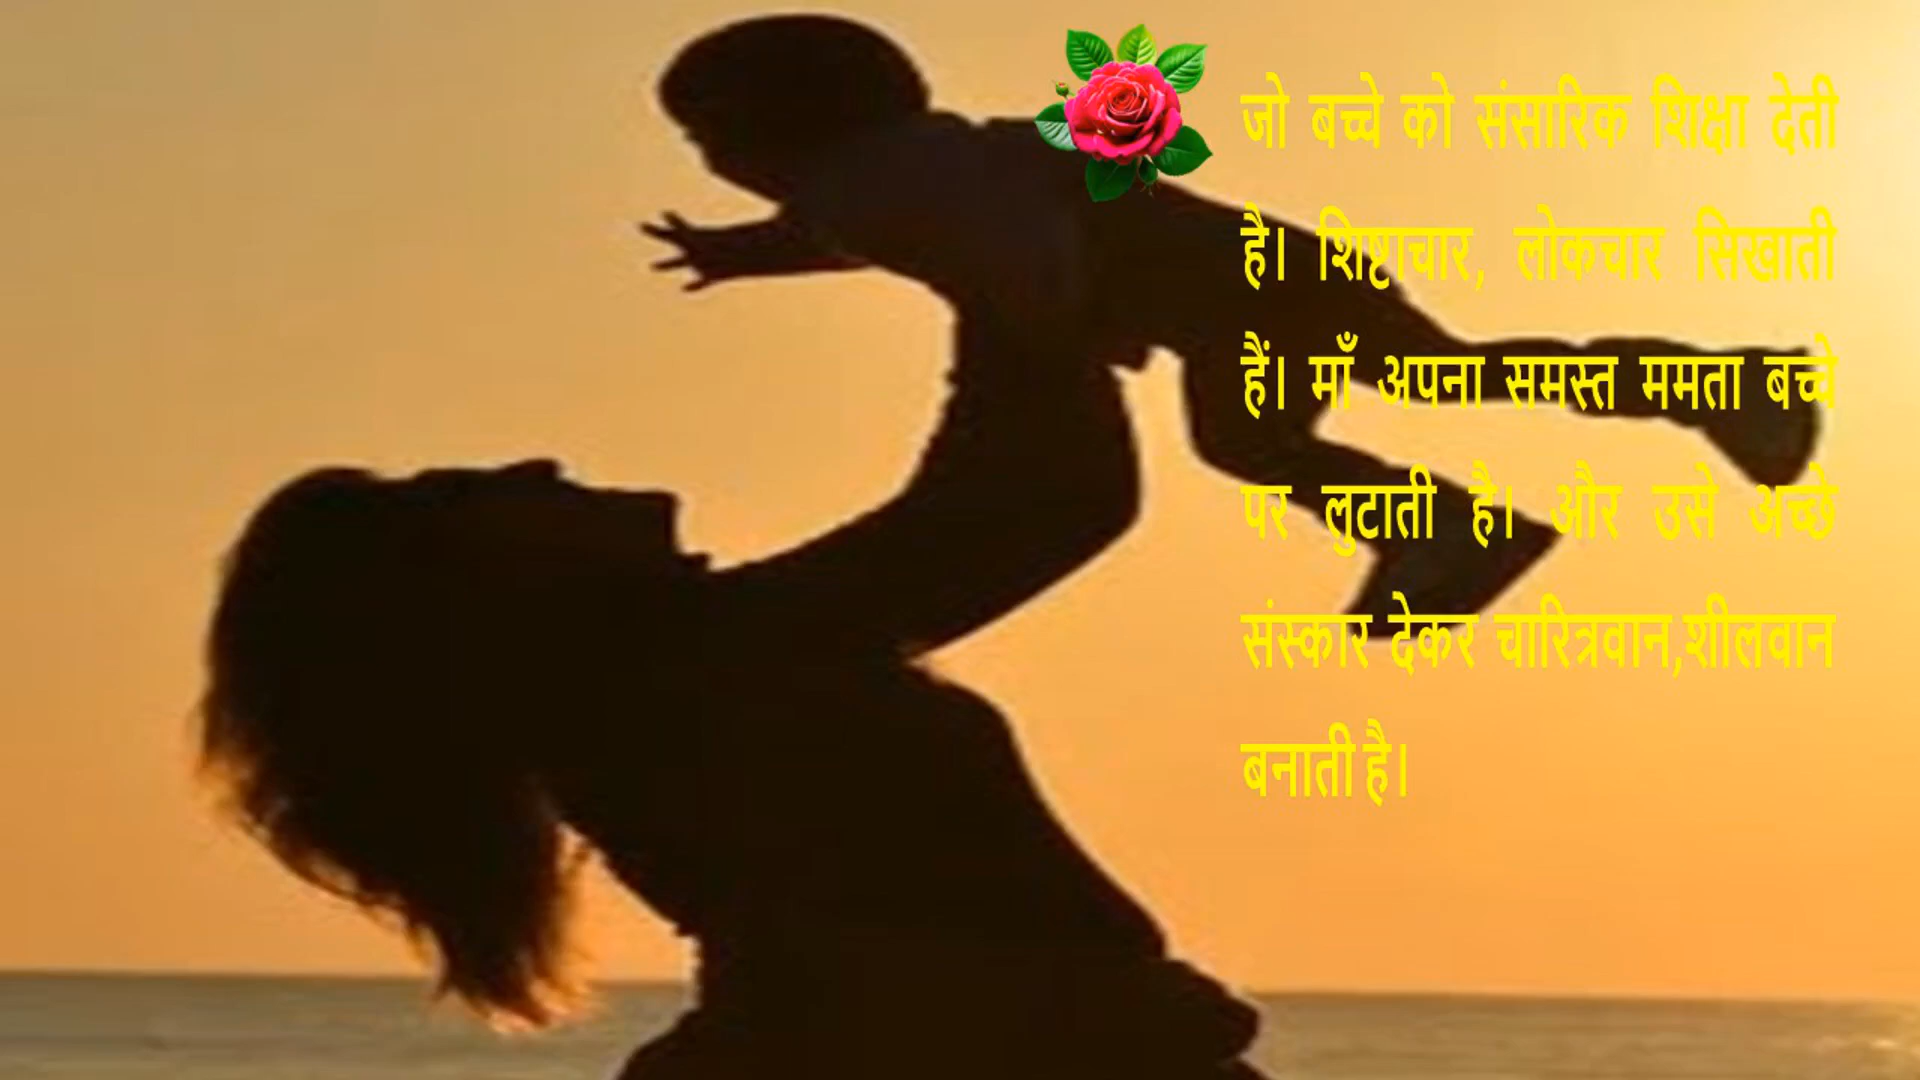 जो बच्चे को संसारिक शिक्षा देती
है। शिष्टाचार, लोकचार सिखाती
हैं। माँ अपना समस्त ममता बच्चे
पर लुटाती है। और उसे अच्छे
संस्कार देकर चारित्रवान,शीलवान
बनाती है।